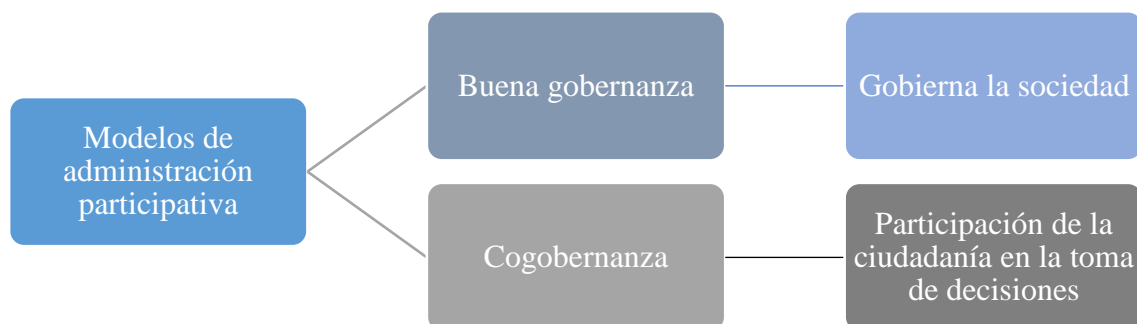 Modelos de
administración
participativa
Buena gobernanza
Gobierna la sociedad
Cogobernanza
Participación de la
ciudadanía en la toma
de decisiones